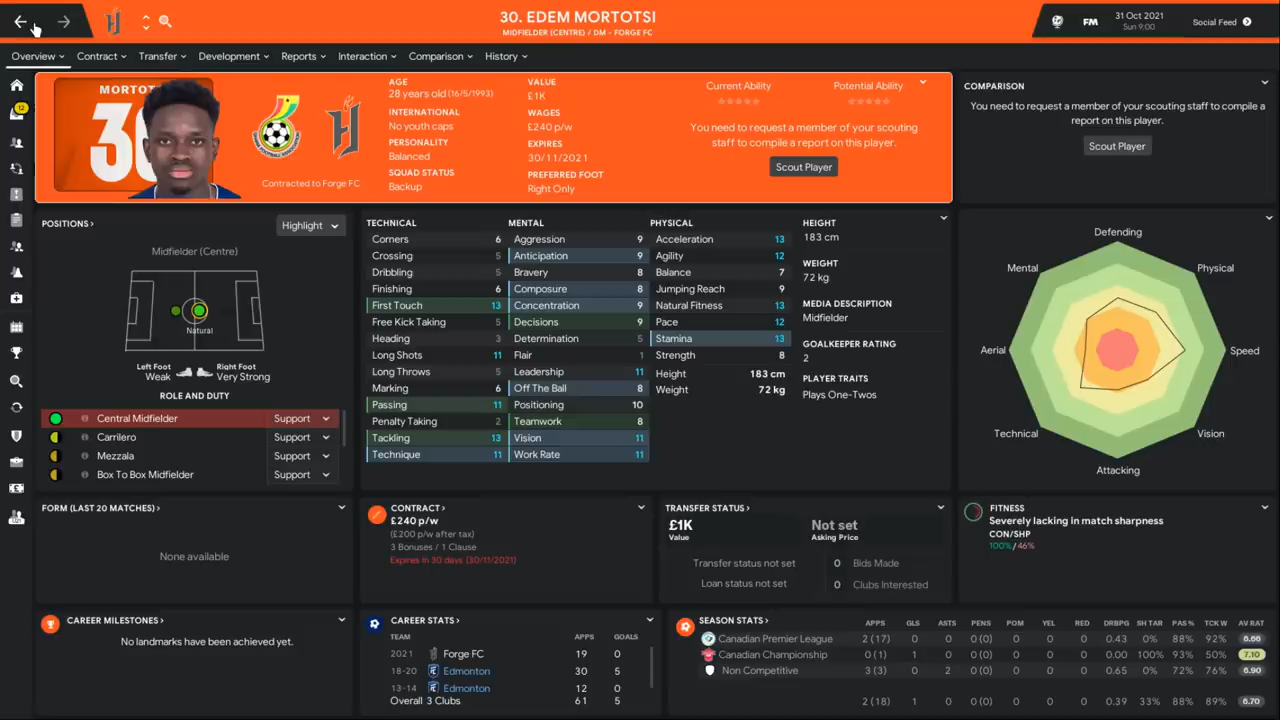 30. EDEM MORTOTSI
MIDFIELDER (CENTRE) / DM - FORGE FC
FM
31 Oct 2021
Sun 9:00
Social Feed
Overview
Contract
Transfer
Development
Reports
Interaction
Comparison
History
12
MORTOT
30
Contracted to Forge FC
AGE
28 years old (16/5/1993)
INTERNATIONAL
No youth caps
PERSONALITY
Balanced
SQUAD STATUS
Backup
VALUE
£1K
WAGES
£240 p/w
EXPIRES
30/11/2021
PREFERRED FOOT
Right Only
Current Ability
Potential Ability
You need to request a member of your scouting
staff to compile a report on this player.
Scout Player
COMPARISON
You need to request a member of your scouting staff to compile a
report on this player.
Scout Player
POSITIONS
Highlight
Midfielder (Centre)
Natural
Left Foot
Weak
Right Foot
Very Strong
ROLE AND DUTY
Central Midfielder Support
Carrilero Support
Mezzala Support
Box To Box Midfielder Support
TECHNICAL
Corners 6
Crossing 5
Dribbling 5
Finishing 6
First Touch 13
Free Kick Taking 5
Heading 3
Long Shots 11
Long Throws 5
Marking 6
Passing 11
Penalty Taking 2
Tackling 13
Technique 11
MENTAL
Aggression 9
Anticipation 9
Bravery 8
Composure 8
Concentration 9
Decisions 9
Determination 5
Flair 1
Leadership 11
Off The Ball 8
Positioning 10
Teamwork 8
Vision 11
Work Rate 11
PHYSICAL
Acceleration 13
Agility 12
Balance 7
Jumping Reach 9
Natural Fitness 13
Pace 12
Stamina 13
Strength 8
Height 183 cm
Weight 72 kg
HEIGHT
183 cm
WEIGHT
72 kg
MEDIA DESCRIPTION
Midfielder
GOALKEEPER RATING
2
PLAYER TRAITS
Plays One-Twos
Defending
Mental
Physical
Aerial
Speed
Technical
Vision
Attacking
FORM (LAST 20 MATCHES)
None available
CONTRACT
£240 p/w
(£200 p/w after tax)
3 Bonuses / 1 Clause
Expires in 30 days (30/11/2021)
TRANSFER STATUS
£1K
Value
Not set
Asking Price
Transfer status not set
0 Bids Made
Loan status not set
0 Clubs Interested
FITNESS
Severely lacking in match sharpness
CON/SHP
100% / 46%
CAREER MILESTONES
No landmarks have been achieved yet.
CAREER STATS
TEAM APPS GOALS
2021 Forge FC 19 0
18-20 Edmonton 30 5
13-14 Edmonton 12 0
Overall 3 Clubs 61 5
SEASON STATS APPS GLS ASTS PENS POM YEL RED DRBPG SH TAR PAS % TCK W AV RAT
Canadian Premier League 2 (17) 0 0 0 (0) 0 0 0 0.43 0% 88% 92% 6.66
Canadian Championship 0 (1) 1 0 0 (0) 0 0 0 0.00 100% 93% 50% 7.10
Non Competitive 3 (3) 0 2 0 (0) 0 0 0 0.65 0% 72% 76% 6.90
2 (18) 1 0 0 (0) 0 0 0 0.39 33% 88% 89% 6.70